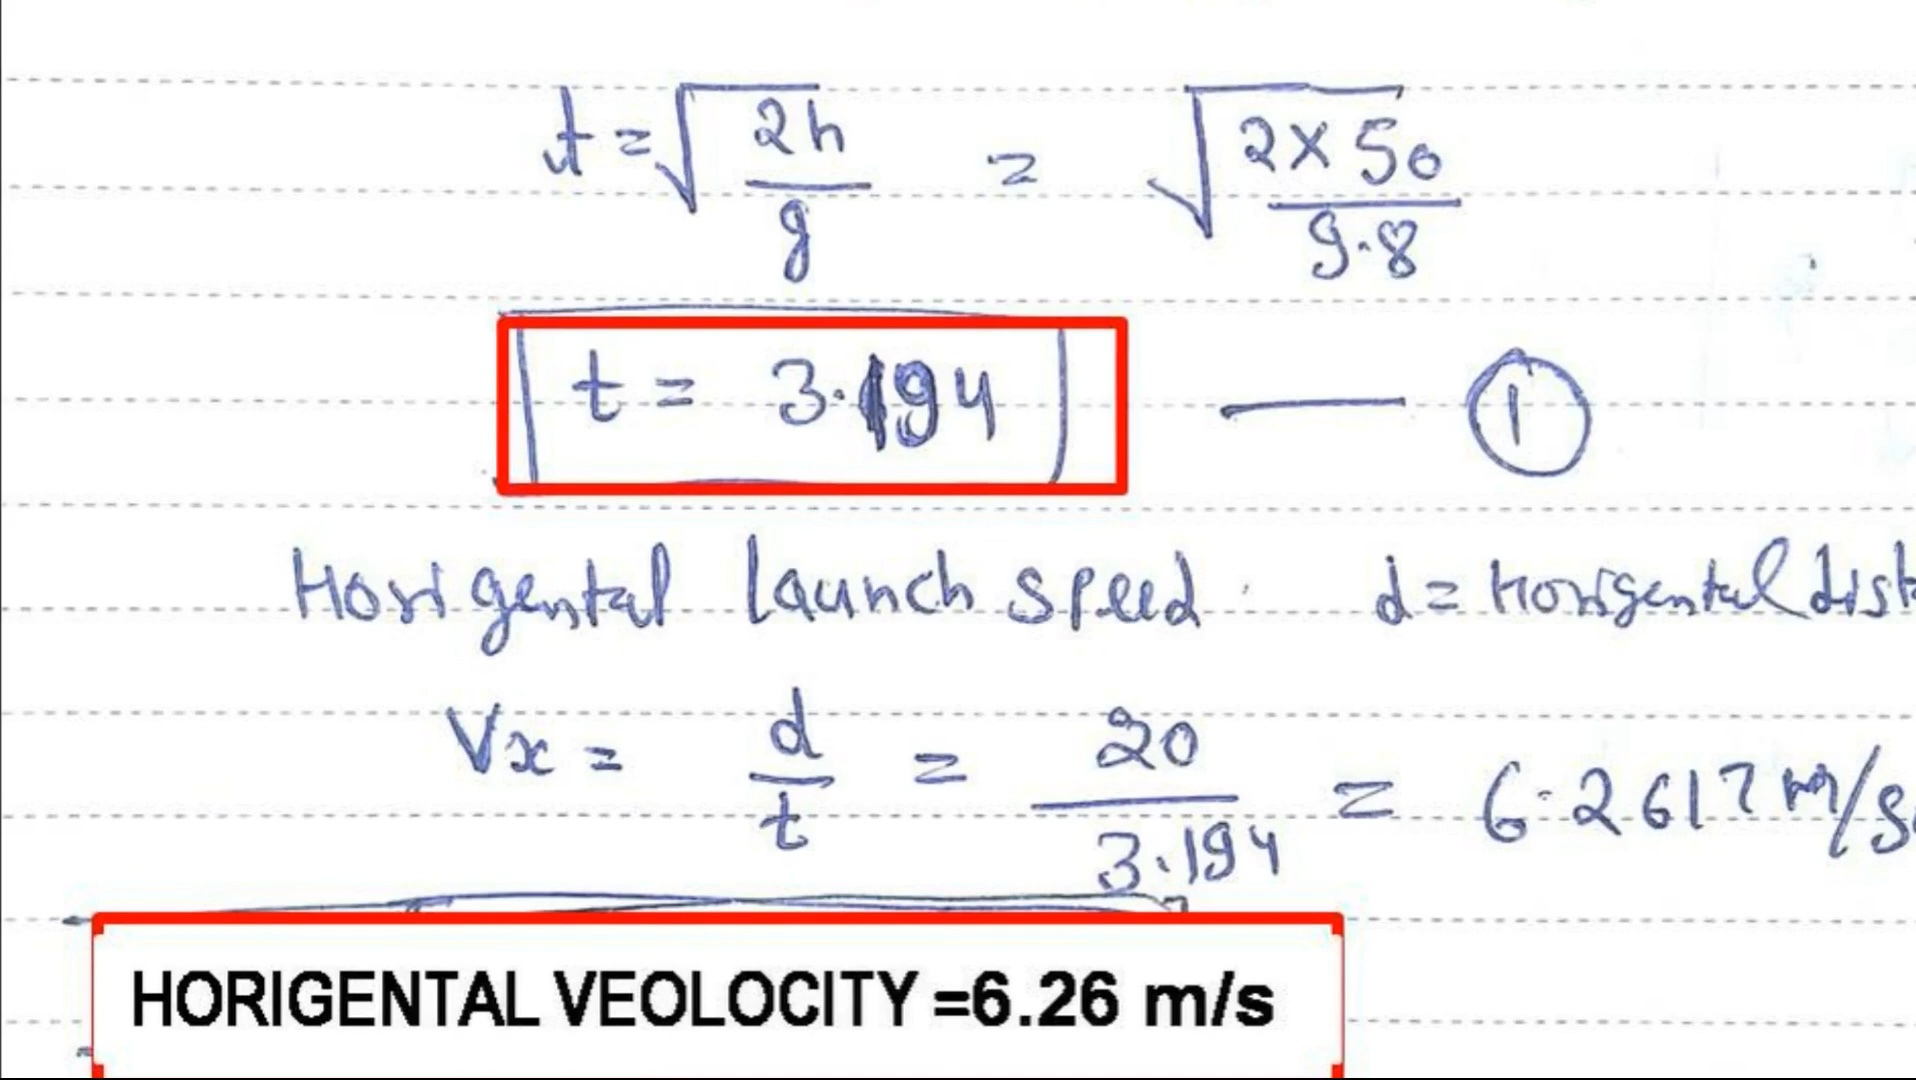 t = √2h/g = √2×50/9.8
t = 3.194 — 1
Horigental launch speed. d = Horigental dist
Vx = d/t = 20/3.194 = 6.2617 m/s
HORIGENTAL VEOLOCITY =6.26 m/s